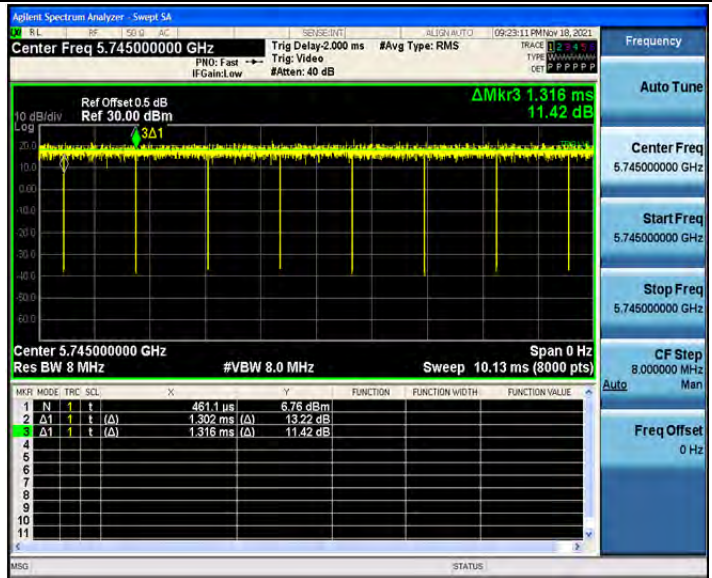 Agilent Spectrum Analyzer - Swept SA
RL RF 50 Ω AC SENSE:INT ALIGN AUTO 09:23:11 PM Nov 18, 2021
Center Freq 5.745000000 GHz
PNO: Fast
IFGain:Low
Trig Delay-2.000 ms
Trig: Video
#Atten: 40 dB
#Avg Type: RMS
TRACE 1 2 3 4 5 6
TYPE
DET P P P P P P
Frequency
ΔMkr3 1.316 ms
11.42 dB
Ref Offset 0.5 dB
10 dB/div Ref 30.00 dBm
Log
3Δ1
20.0
10.0
0.00
-10.0
-20.0
-30.0
-40.0
-50.0
-60.0
Center 5.745000000 GHz Span 0 Hz
Res BW 8 MHz #VBW 8.0 MHz Sweep 10.13 ms (8000 pts)
MKR MODE TRC SCL X Y FUNCTION FUNCTION WIDTH FUNCTION VALUE
1 N 1 t 461.1 µs 6.76 dBm
2 Δ1 1 t (Δ) 1.302 ms (Δ) 13.22 dB
3 Δ1 1 t (Δ) 1.316 ms (Δ) 11.42 dB
4
5
6
7
8
9
10
11
MSG STATUS
Auto Tune
Center Freq
5.745000000 GHz
Start Freq
5.745000000 GHz
Stop Freq
5.745000000 GHz
CF Step
8.000000 MHz
Auto Man
Freq Offset
0 Hz